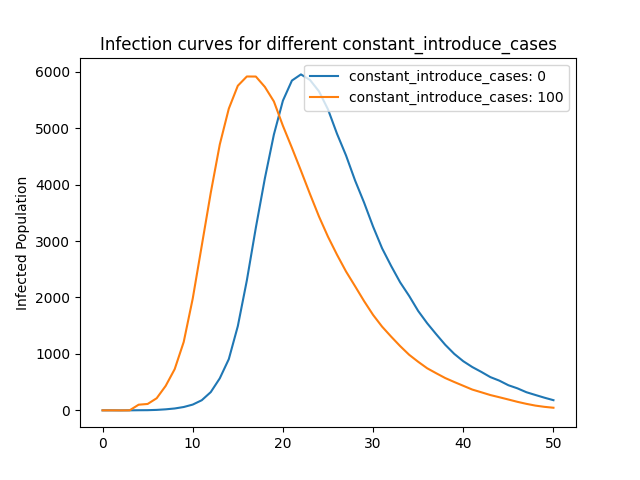 Infection curves for different constant_introduce_cases
constant_introduce_cases: 0
constant_introduce_cases: 100
Infected Population
6000
5000
4000
3000
2000
1000
0
0 10 20 30 40 50